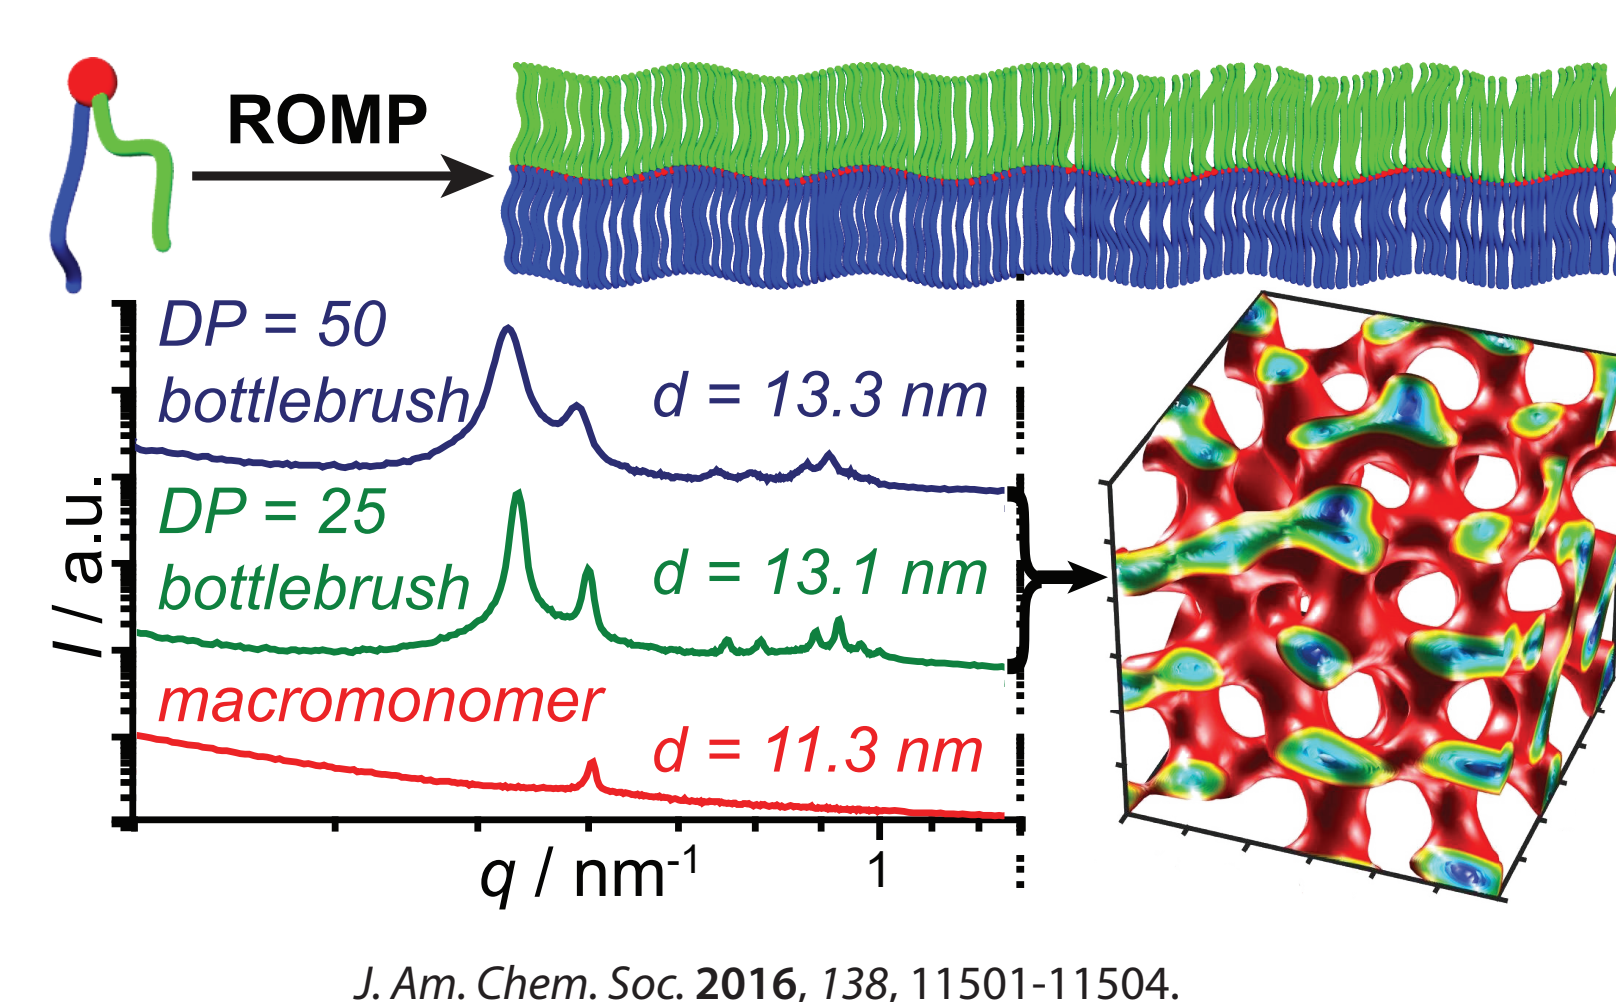 ROMP
DP = 50
bottlebrush
d = 13.3 nm
DP = 25
bottlebrush
d = 13.1 nm
macromonomer
d = 11.3 nm
I / a.u.
q / nm⁻¹
1
J. Am. Chem. Soc. 2016, 138, 11501-11504.